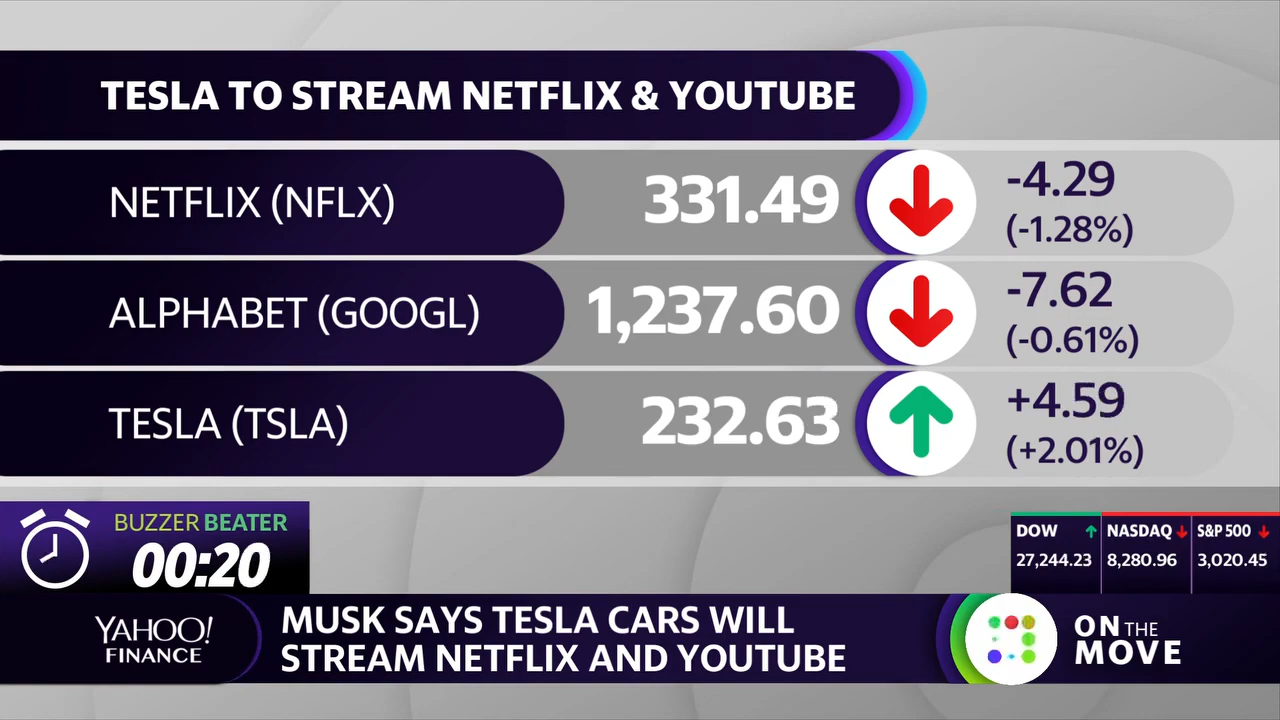 TESLA TO STREAM NETFLIX & YOUTUBE
NETFLIX (NFLX) 331.49 -4.29 (-1.28%)
ALPHABET (GOOGL) 1,237.60 -7.62 (-0.61%)
TESLA (TSLA) 232.63 +4.59 (+2.01%)
BUZZER BEATER
00:20
DOW NASDAQ S&P 500
27,244.23 8,280.96 3,020.45
YAHOO!
FINANCE
MUSK SAYS TESLA CARS WILL
STREAM NETFLIX AND YOUTUBE
ON THE
MOVE